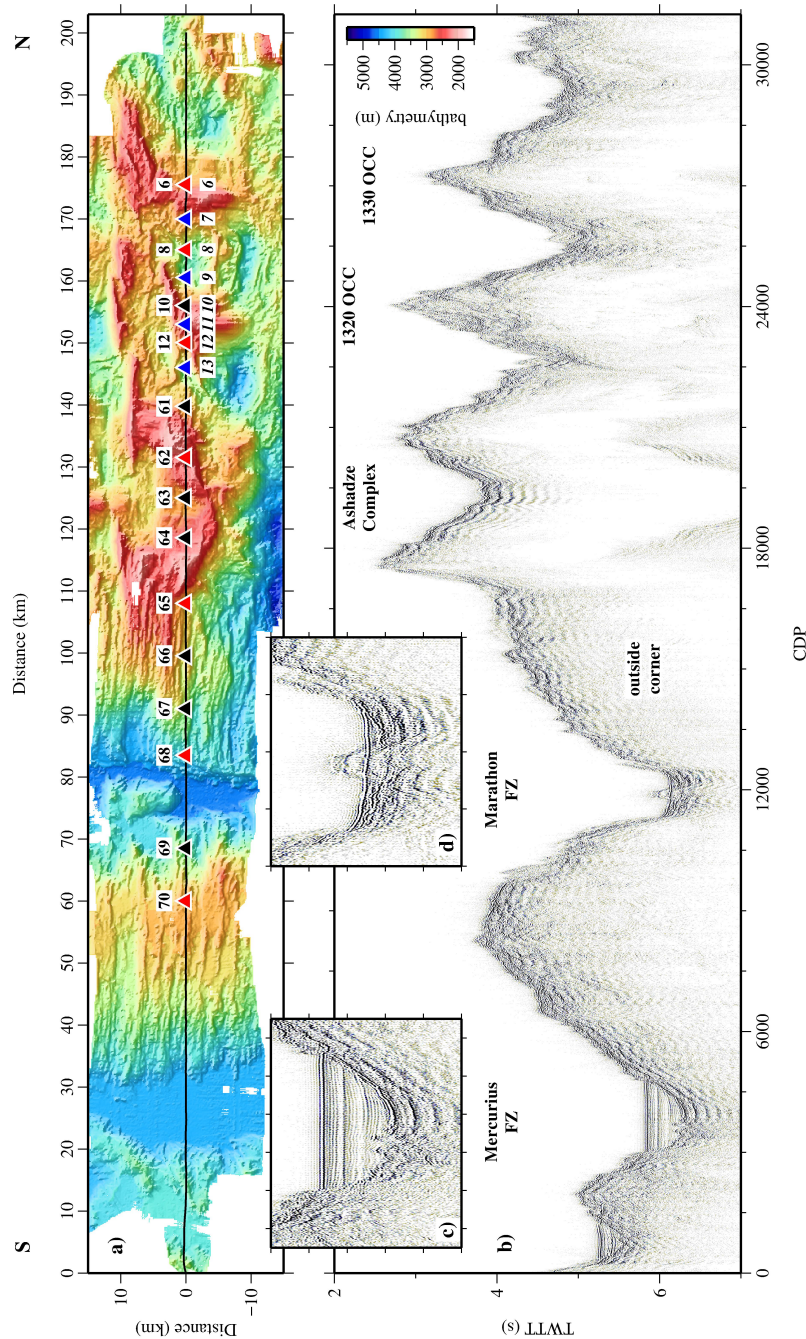 Distance (km)
S
N
0 10 20 30 40 50 60 70 80 90 100 110 120 130 140 150 160 170 180 190 200
Distance (km)
10
0
−10
a)
70 69 68 67 66 65 64 63 62 61 12 10 8 6
13 12 11 10 9 8 7 6
c)
d)
Mercurius
FZ
Marathon
FZ
outside
corner
Ashadze
Complex
1320 OCC
1330 OCC
bathymetry (m)
5000 4000 3000 2000
b)
TWTT (s)
2
4
6
0 6000 12000 18000 24000 30000
CDP